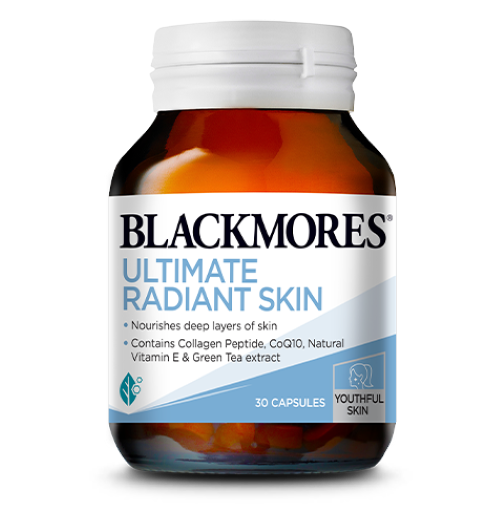 BLACKMORES®
ULTIMATE
RADIANT SKIN
• Nourishes deep layers of skin
• Contains Collagen Peptide, CoQ10, Natural
Vitamin E & Green Tea extract
30 CAPSULES
YOUTHFUL
SKIN